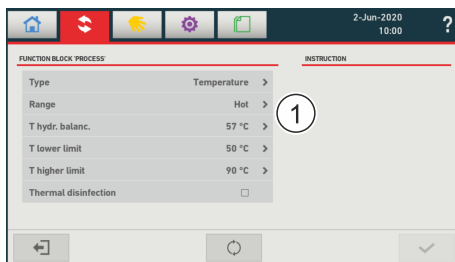 2-Jun-2020
10:00
?
FUNCTION BLOCK 'PROCESS'
INSTRUCTION
Type Temperature >
Range Hot >
T hydr. balanc. 57 °C >
T lower limit 50 °C >
T higher limit 90 °C >
Thermal disinfection
1